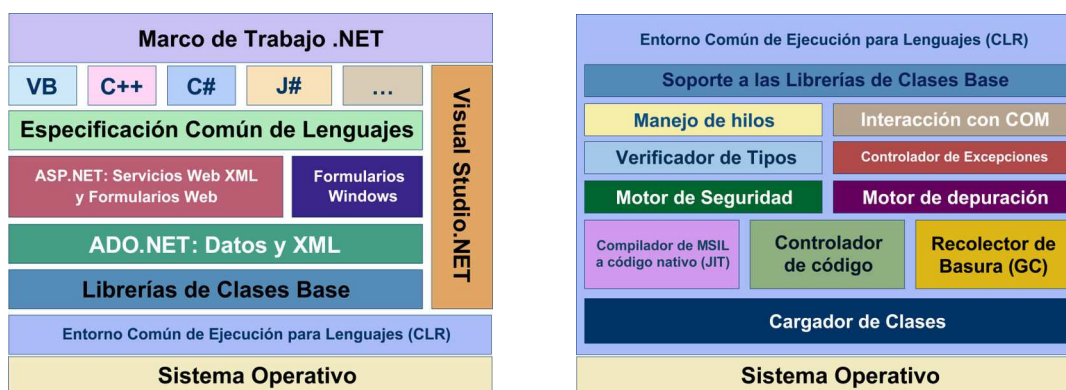 Marco de Trabajo .NET
VB
C++
C#
J#
...
Visual Studio.NET
Especificación Común de Lenguajes
ASP.NET: Servicios Web XML
y Formularios Web
Formularios
Windows
ADO.NET: Datos y XML
Librerías de Clases Base
Entorno Común de Ejecución para Lenguajes (CLR)
Sistema Operativo
Entorno Común de Ejecución para Lenguajes (CLR)
Soporte a las Librerías de Clases Base
Manejo de hilos
Interacción con COM
Verificador de Tipos
Controlador de Excepciones
Motor de Seguridad
Motor de depuración
Compilador de MSIL
a código nativo (JIT)
Controlador
de código
Recolector de
Basura (GC)
Cargador de Clases
Sistema Operativo